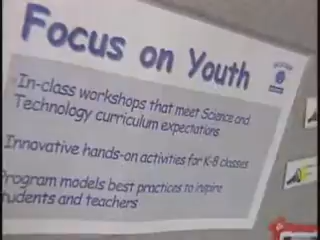 Focus on Youth
In-class workshops that meet Science and
Technology curriculum expectations
Innovative hands-on activities for K-8 classes
Program models best practices to inspire
students and teachers